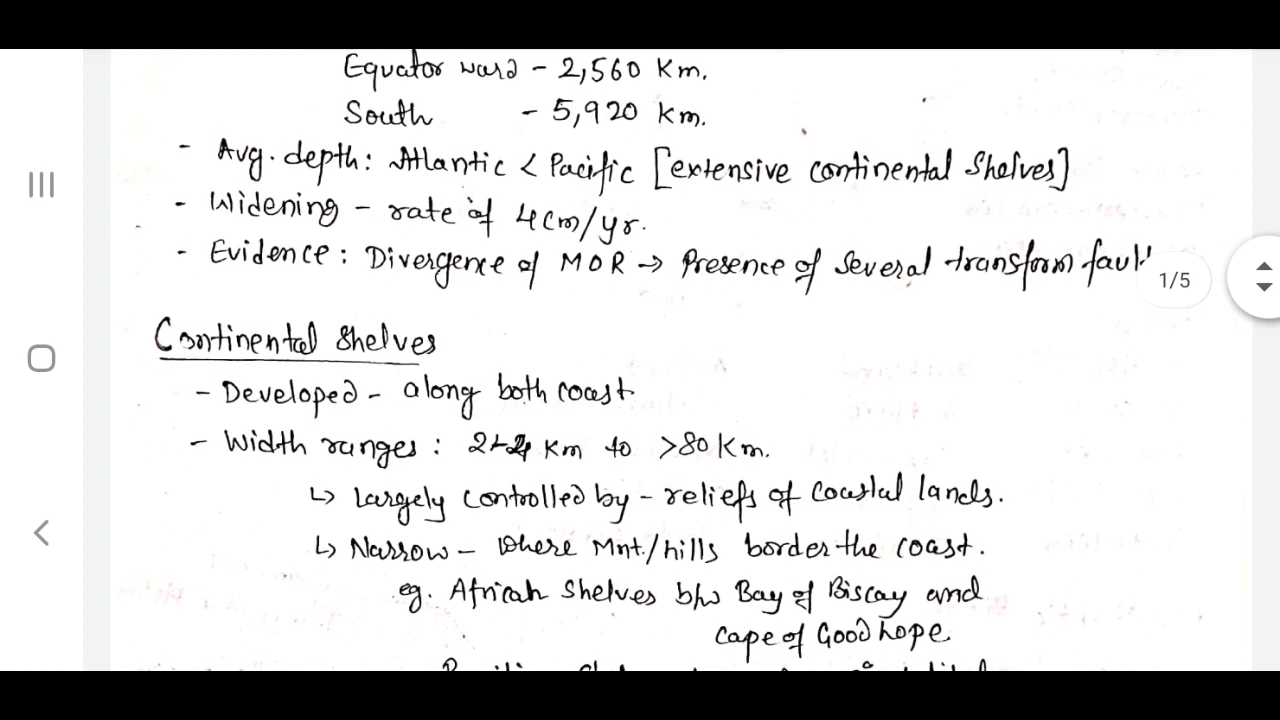 Equator ward - 2,560 Km.
South - 5,920 Km.
- Avg. depth: Atlantic < Pacific [extensive continental Shelves]
- Widening - rate of 4cm/yr.
- Evidence: Divergence of MOR → Presence of Several transform fault
1/5
Continental Shelves
- Developed - along both coast
- Width ranges: 2-4 Km to >80 Km.
↳ Largely controlled by - reliefs of coastal lands.
↳ Narrow - where Mnt./hills border the coast.
eg. African Shelves b/w Bay of Biscay and
Cape of Good hope